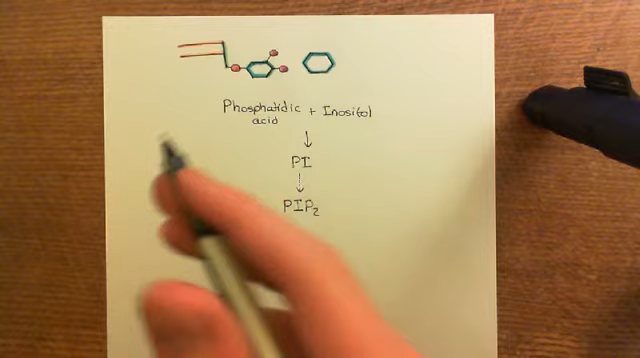 Phosphatidic + Inositol
acid
PI
PIP₂